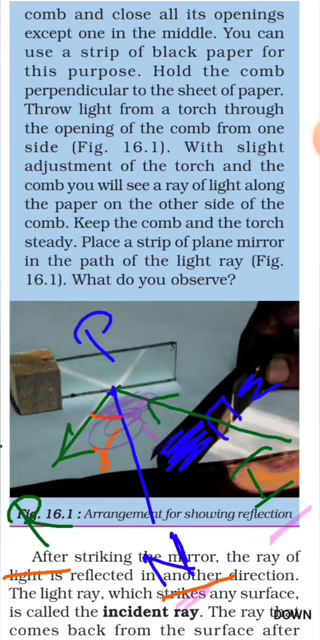 comb and close all its openings
except one in the middle. You can
use a strip of black paper for
this purpose. Hold the comb
perpendicular to the sheet of paper.
Throw light from a torch through
the opening of the comb from one
side (Fig. 16.1). With slight
adjustment of the torch and the
comb you will see a ray of light along
the paper on the other side of the
comb. Keep the comb and the torch
steady. Place a strip of plane mirror
in the path of the light ray (Fig.
16.1). What do you observe?
P
I
R
N
Fig. 16.1 : Arrangement for showing reflection
After striking the mirror, the ray of
light is reflected in another direction.
The light ray, which strikes any surface,
is called the incident ray. The ray that
DOWN
comes back from the surface after